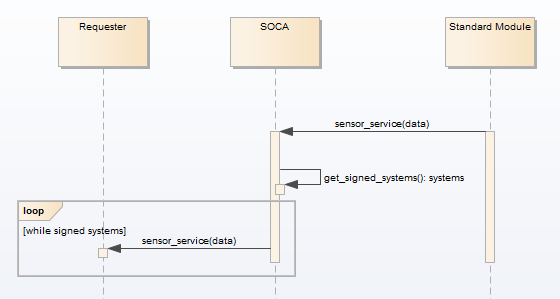 Requester
SOCA
Standard Module
sensor_service(data)
get_signed_systems(): systems
loop
[while signed systems]
sensor_service(data)